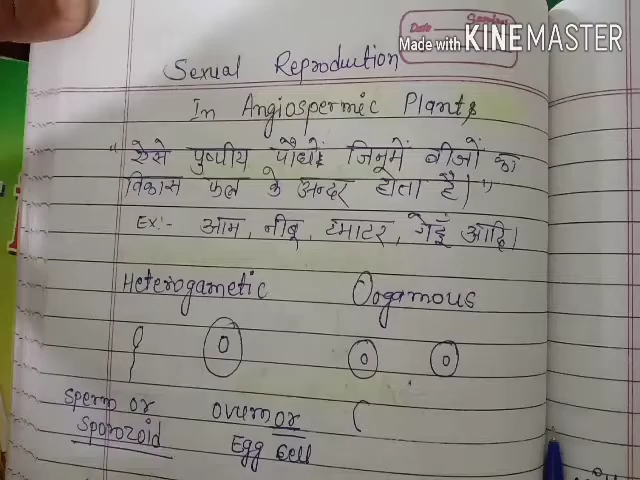 Date
Made with KINEMASTER
Sexual Reproduction
In Angiospermic Plants
"ऐसे पुष्पीय पौधों जिनमें बीजों का
विकास फल के अन्दर होता है।"
Ex:- आम, नीबू, टमाटर, गेहूँ आदि।
Heterogametic Oogamous
Sperm or Ovum or
Sporozoid Egg Cell